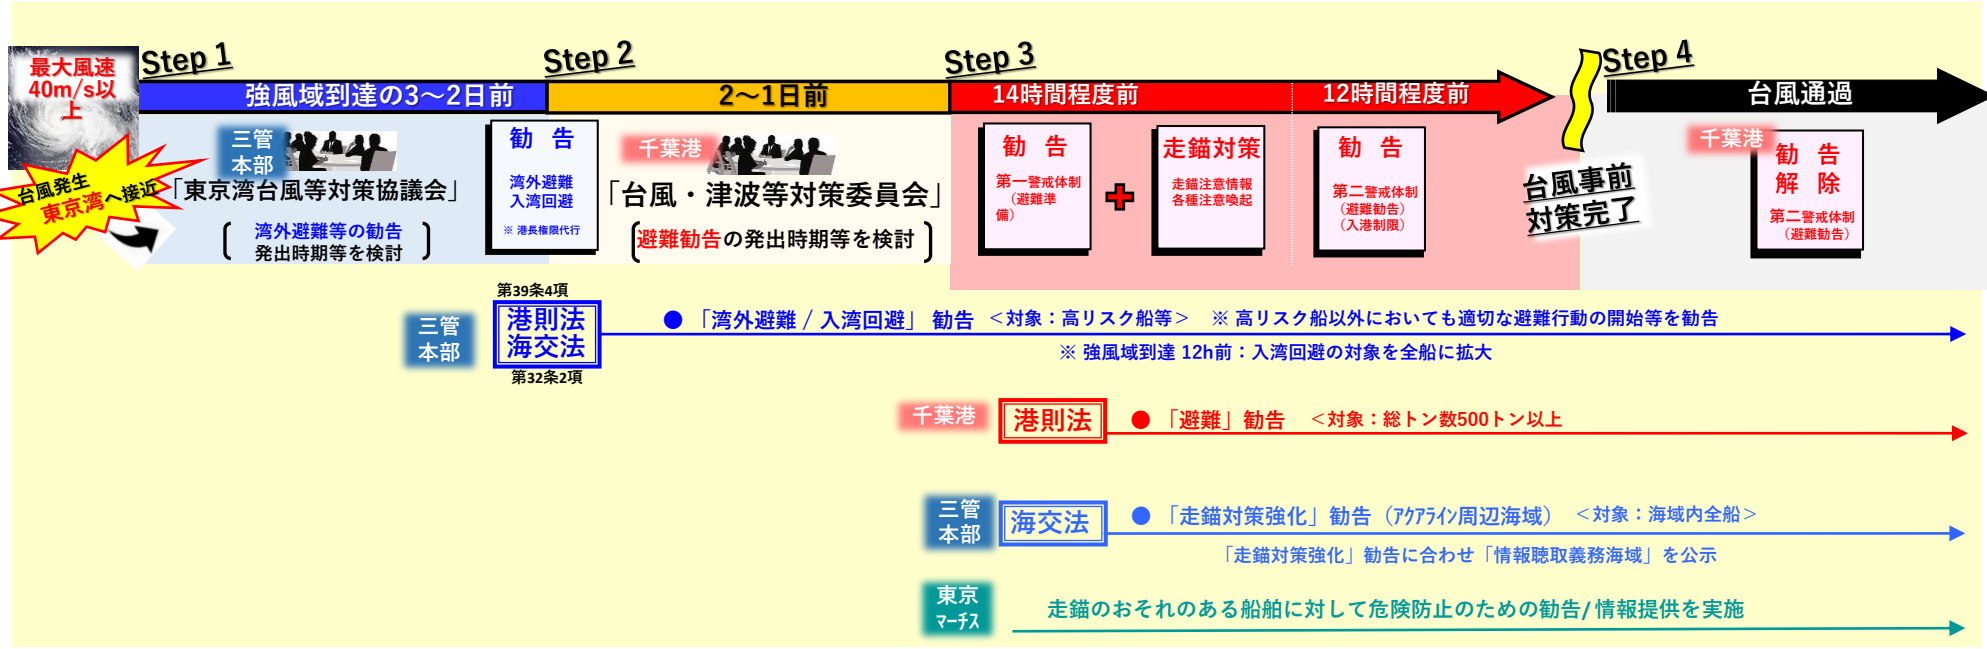 最大風速
40m/s以
上
台風発生
東京湾へ接近
Step 1
強風域到達の3～2日前
三管
本部
「東京湾台風等対策協議会」
湾外避難等の勧告
発出時期等を検討
Step 2
2～1日前
勧 告
湾外避難
入湾回避
※ 港長権限代行
千葉港
「台風・津波等対策委員会」
避難勧告の発出時期等を検討
Step 3
14時間程度前
12時間程度前
勧 告
第一警戒体制
（避難準
備）
走錨対策
走錨注意情報
各種注意喚起
勧 告
第二警戒体制
（避難勧告）
（入港制限）
台風事前
対策完了
Step 4
台風通過
千葉港
勧 告
解 除
第二警戒体制
（避難勧告）
三管
本部
第39条4項
港則法
海交法
第32条2項
● 「湾外避難 / 入湾回避」 勧告 ＜対象：高リスク船等＞ ※ 高リスク船以外においても適切な避難行動の開始等を勧告
※ 強風域到達 12h前：入湾回避の対象を全船に拡大
千葉港
港則法
● 「避難」勧告 ＜対象：総トン数500トン以上
三管
本部
海交法
● 「走錨対策強化」勧告（ｱｸｱﾗｲﾝ周辺海域） ＜対象：海域内全船＞
「走錨対策強化」勧告に合わせ「情報聴取義務海域」を公示
東京
ﾏｰﾁｽ
走錨のおそれのある船舶に対して危険防止のための勧告/情報提供を実施